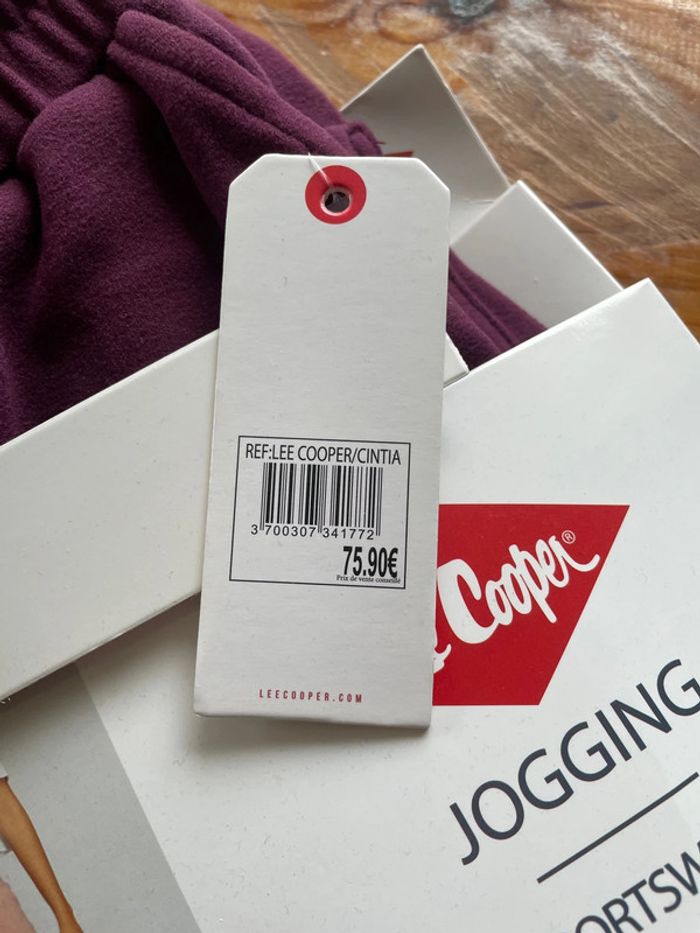 REF:LEE COOPER/CINTIA
3 700307 341772
75.90€
Prix de vente conseillé
LEECOOPER.COM
Cooper®
JOGGING